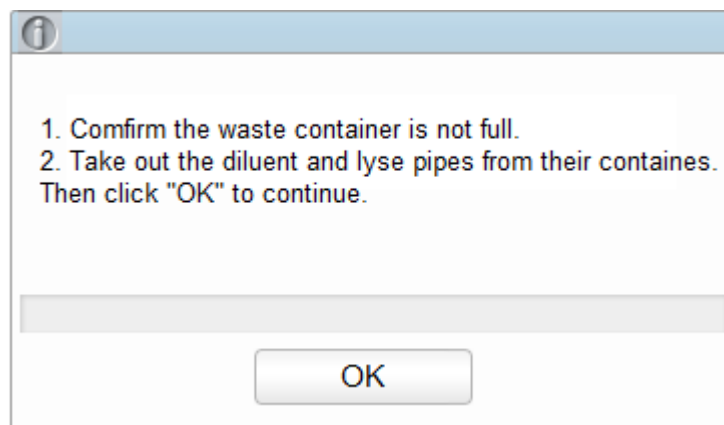 1. Comfirm the waste container is not full.
2. Take out the diluent and lyse pipes from their containes.
Then click "OK" to continue.
OK